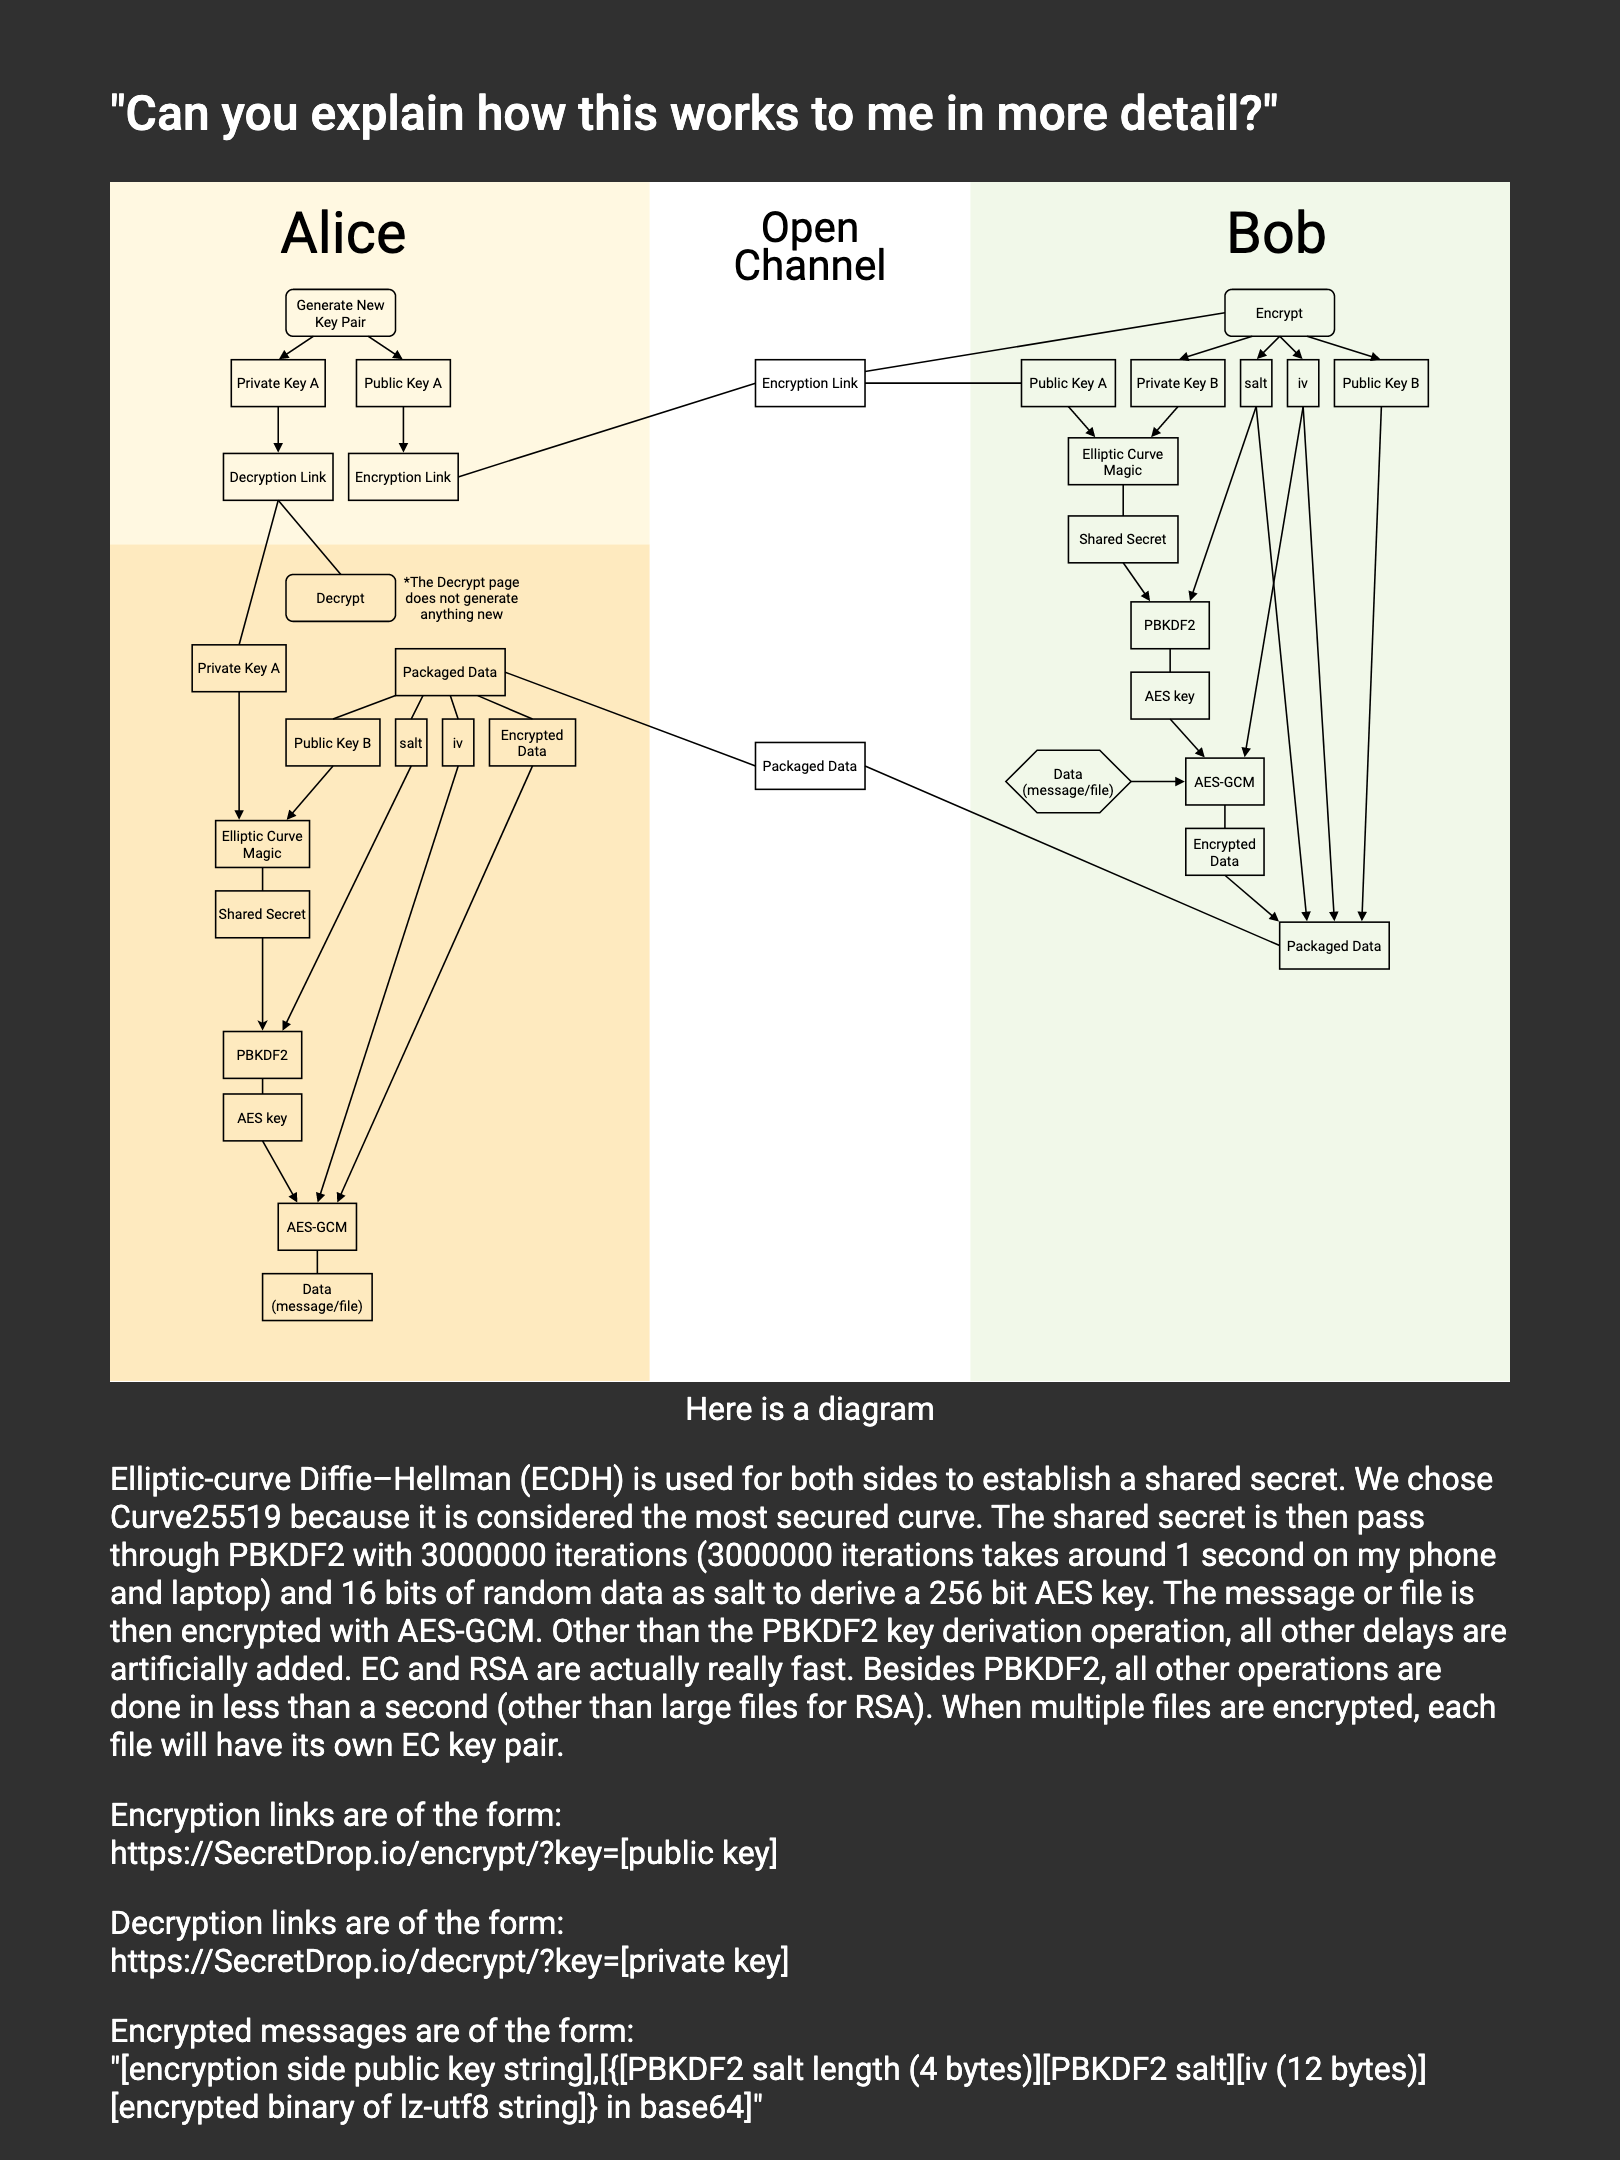 "Can you explain how this works to me in more detail?"
Alice
Open
Channel
Bob
Generate New
Key Pair
Private Key A
Public Key A
Decryption Link
Encryption Link
Encryption Link
Encrypt
Public Key A
Private Key B
salt
iv
Public Key B
Elliptic Curve
Magic
Shared Secret
PBKDF2
AES key
Data
(message/file)
AES-GCM
Encrypted
Data
Packaged Data
Packaged Data
Decrypt
*The Decrypt page
does not generate
anything new
Private Key A
Packaged Data
Public Key B
salt
iv
Encrypted
Data
Elliptic Curve
Magic
Shared Secret
PBKDF2
AES key
AES-GCM
Data
(message/file)
Here is a diagram
Elliptic-curve Diffie–Hellman (ECDH) is used for both sides to establish a shared secret. We chose
Curve25519 because it is considered the most secured curve. The shared secret is then pass
through PBKDF2 with 3000000 iterations (3000000 iterations takes around 1 second on my phone
and laptop) and 16 bits of random data as salt to derive a 256 bit AES key. The message or file is
then encrypted with AES-GCM. Other than the PBKDF2 key derivation operation, all other delays are
artificially added. EC and RSA are actually really fast. Besides PBKDF2, all other operations are
done in less than a second (other than large files for RSA). When multiple files are encrypted, each
file will have its own EC key pair.
Encryption links are of the form:
https://SecretDrop.io/encrypt/?key=[public key]
Decryption links are of the form:
https://SecretDrop.io/decrypt/?key=[private key]
Encrypted messages are of the form:
"[encryption side public key string],[{[PBKDF2 salt length (4 bytes)][PBKDF2 salt][iv (12 bytes)]
[encrypted binary of lz-utf8 string]} in base64]"